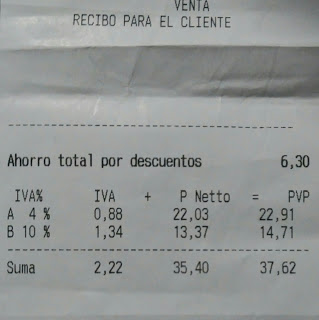 VENTA
RECIBO PARA EL CLIENTE
Ahorro total por descuentos 6,30
IVA% IVA + P Netto = PVP
A 4 % 0,88 22,03 22,91
B 10 % 1,34 13,37 14,71
Suma 2,22 35,40 37,62